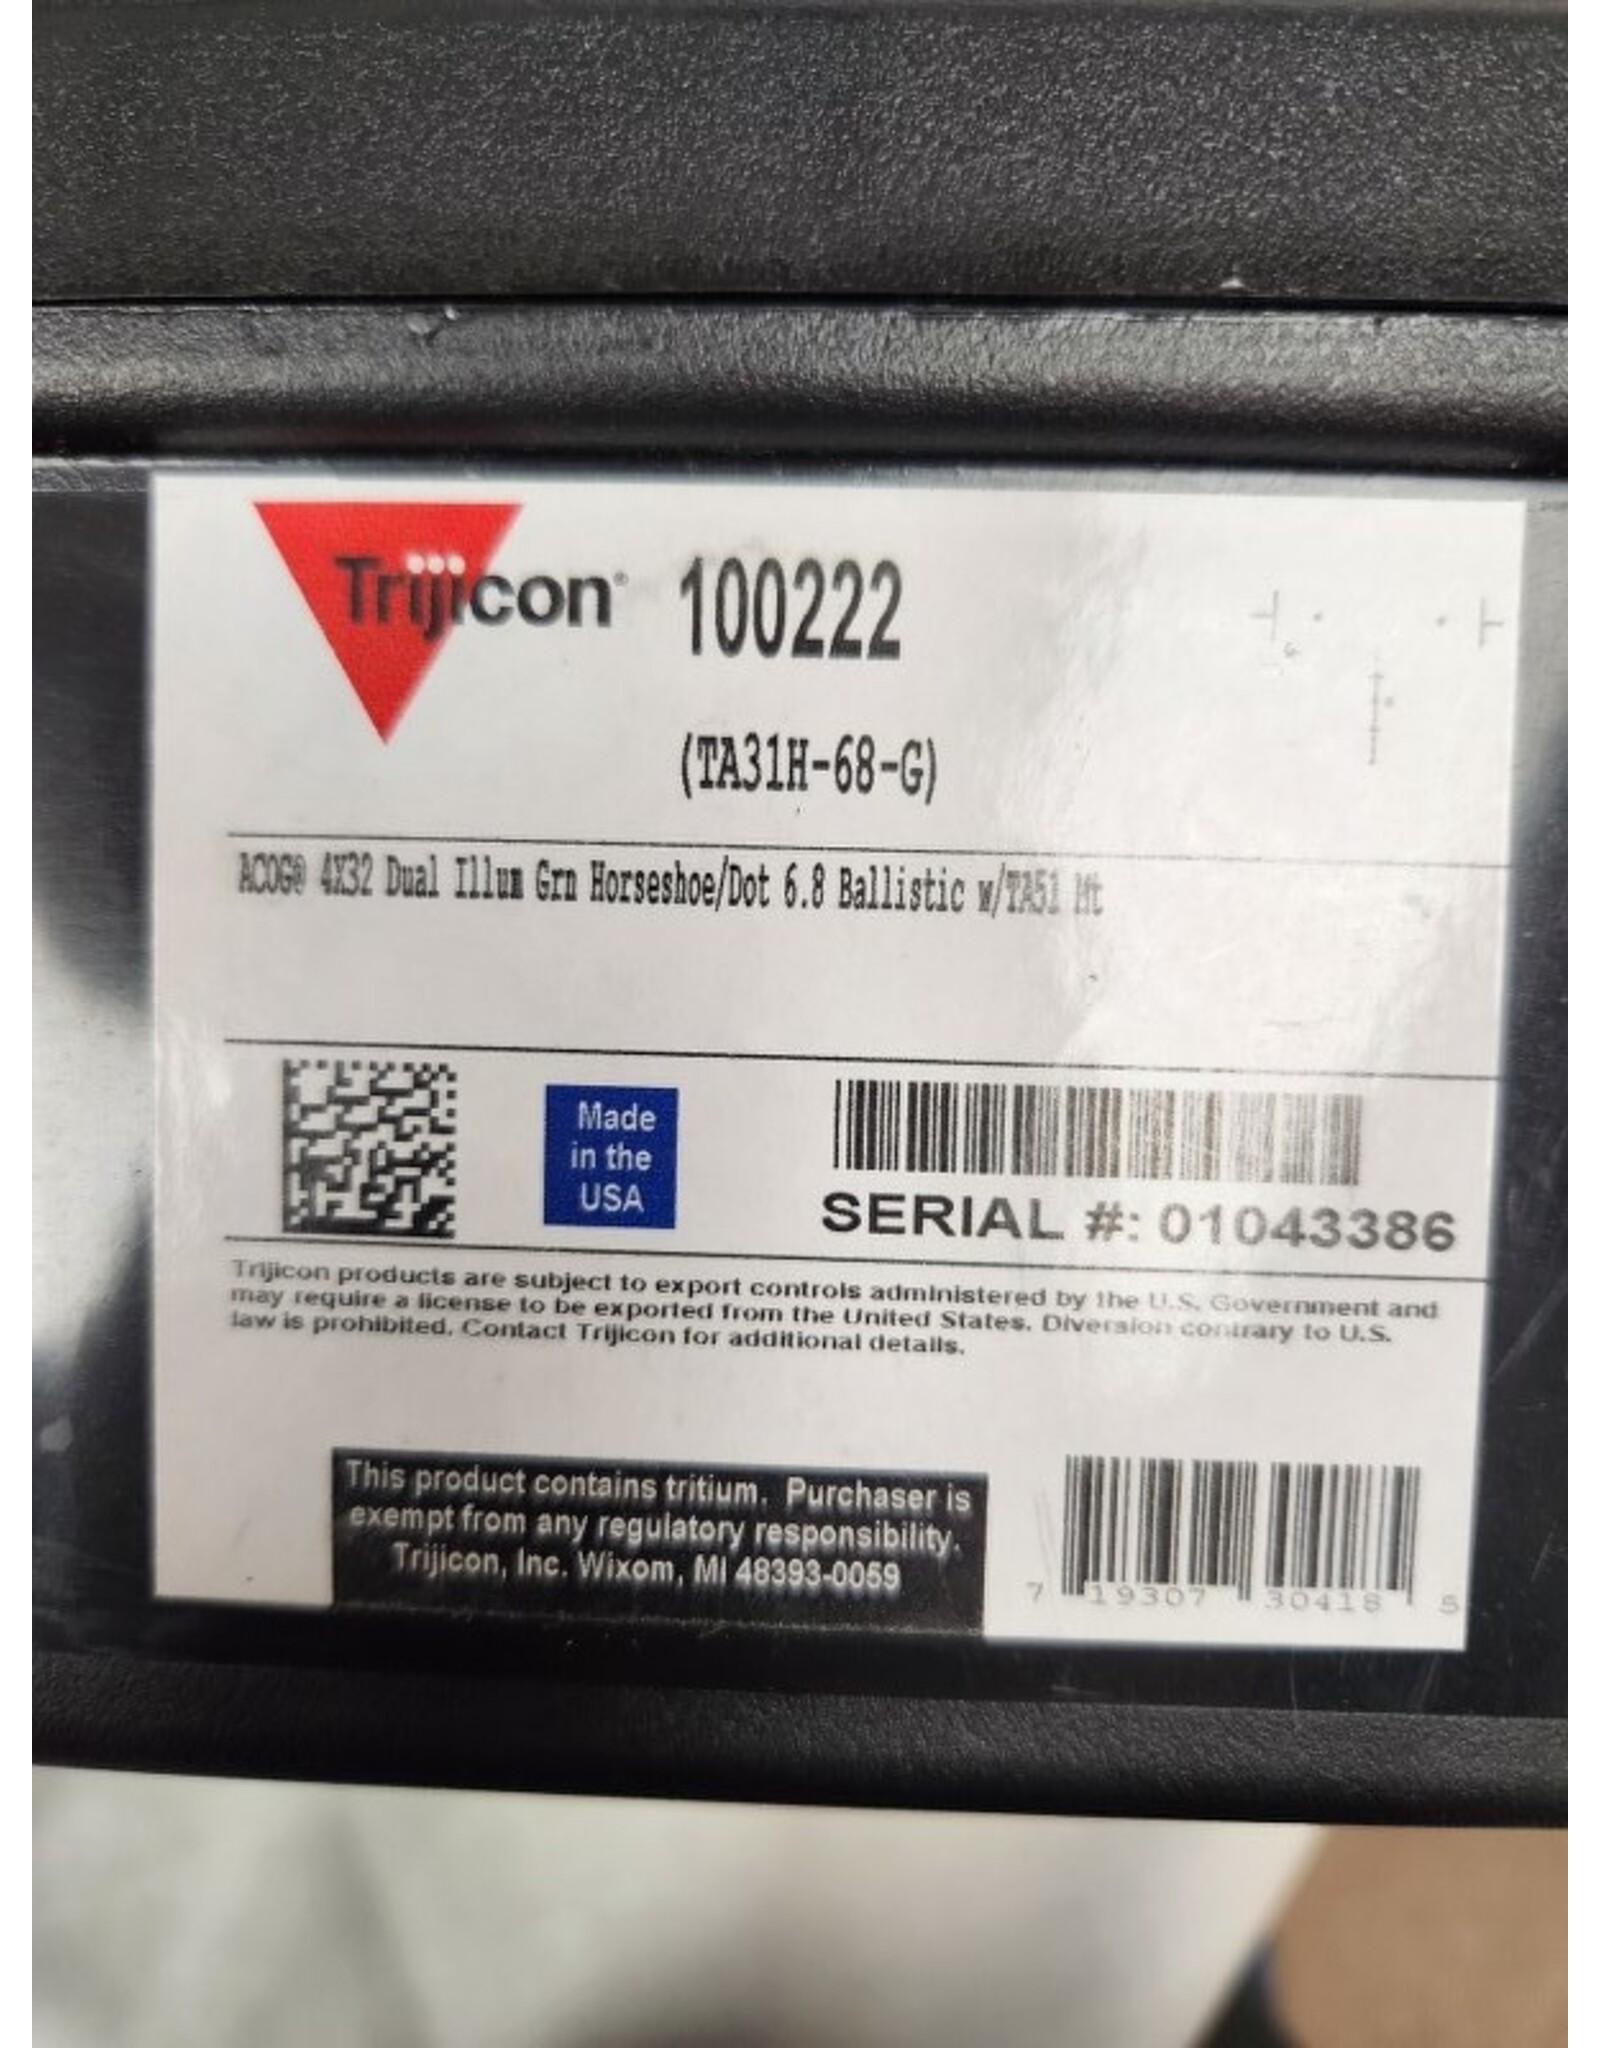 Trijicon®
100222
(TA31H-68-G)
ACOG® 4X32 Dual Illum Grn Horseshoe/Dot 6.8 Ballistic w/TA51 Mt
Made
in the
USA
SERIAL #: 01043386
Trijicon products are subject to export controls administered by the U.S. Government and
may require a license to be exported from the United States. Diversion contrary to U.S.
law is prohibited. Contact Trijicon for additional details.
This product contains tritium. Purchaser is
exempt from any regulatory responsibility.
Trijicon, Inc. Wixom, MI 48393-0059
7 19307 30418 5